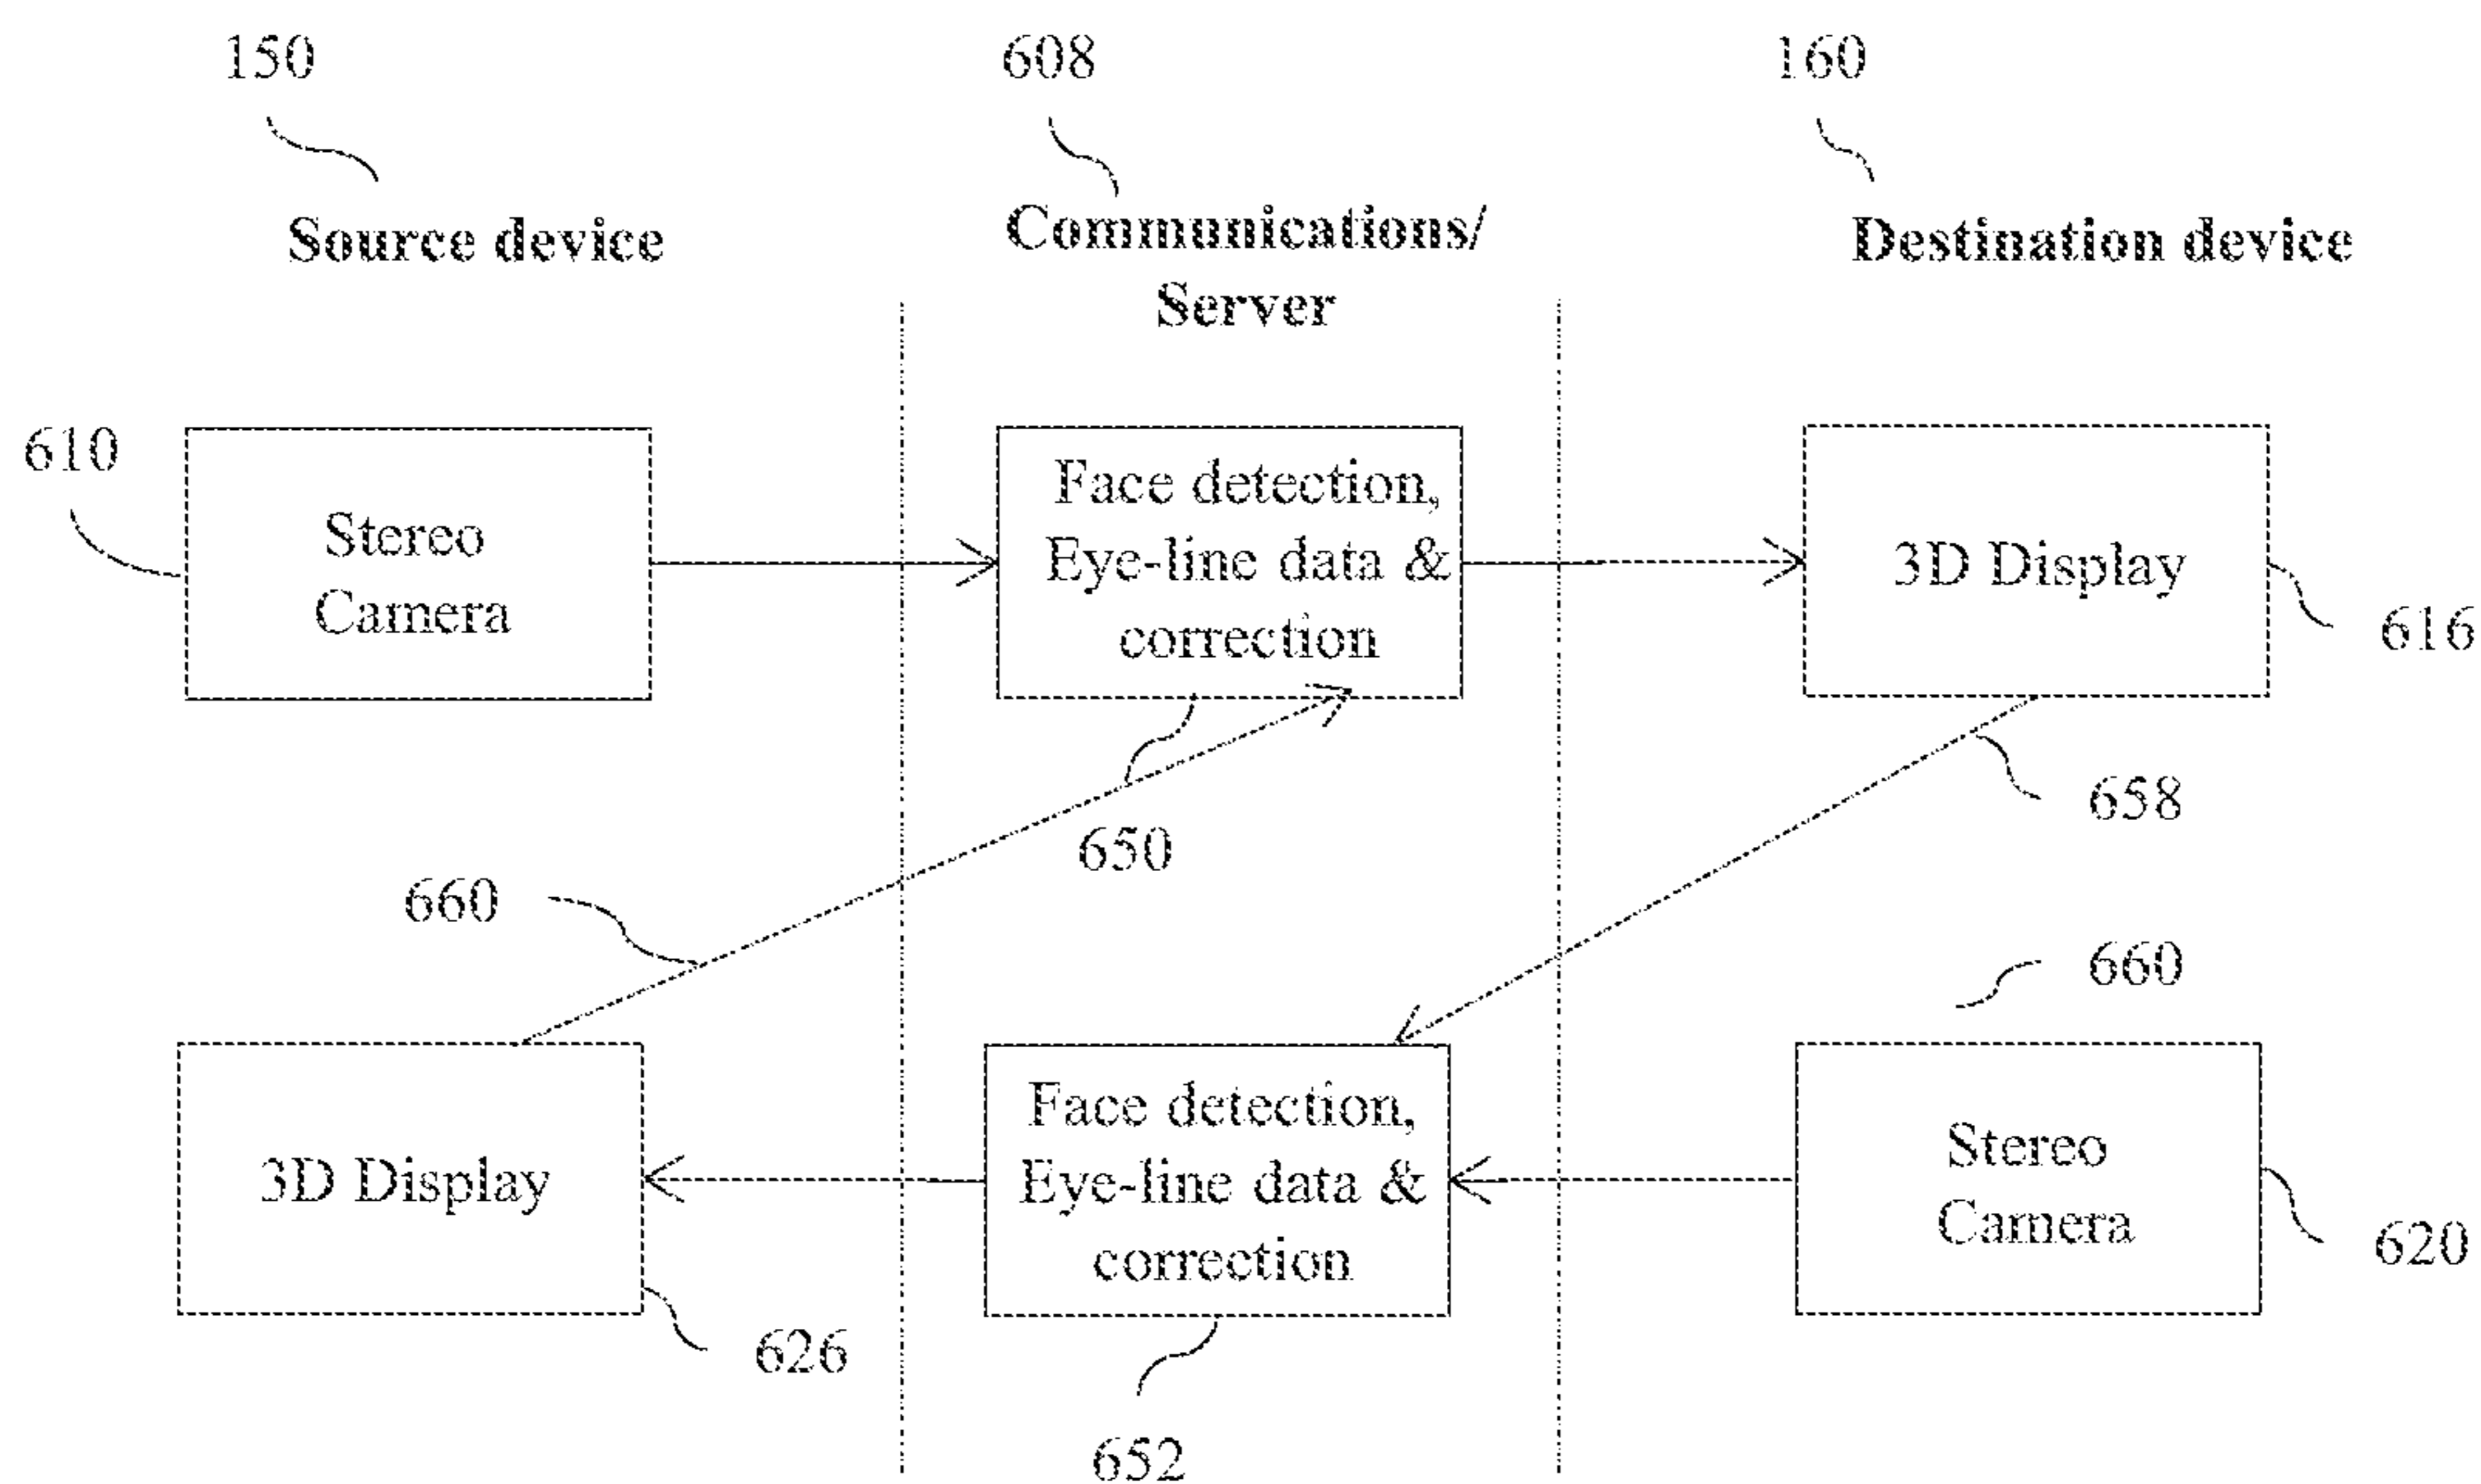 150
608
160
Source device
Communications/
Server
Destination device
610
Stereo
Camera
Face detection,
Eye-line data &
correction
3D Display
616
650
658
660
660
3D Display
626
Face detection,
Eye-line data &
correction
652
Stereo
Camera
620